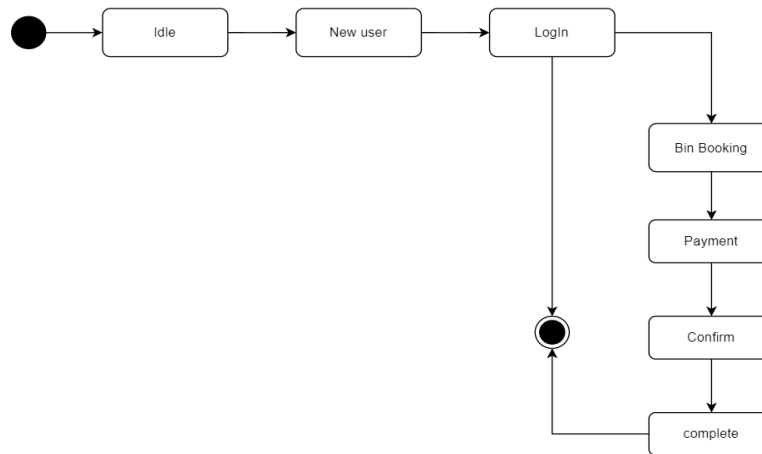 Idle
New user
LogIn
Bin Booking
Payment
Confirm
complete